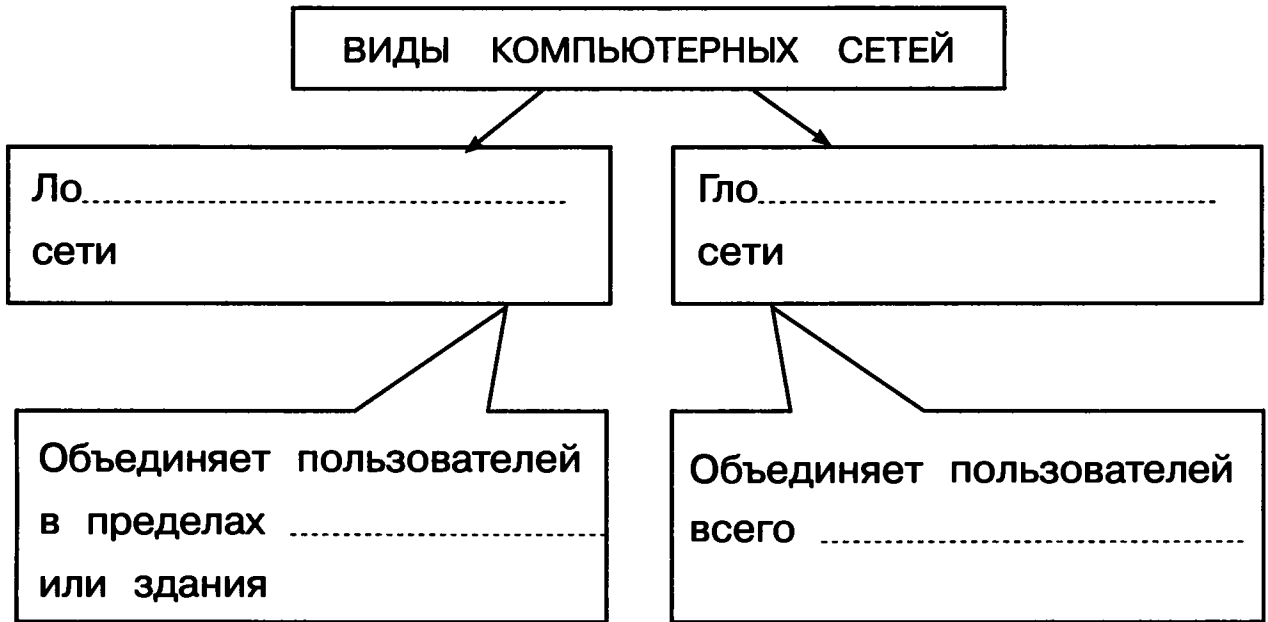 ВИДЫ КОМПЬЮТЕРНЫХ СЕТЕЙ
Ло
сети
Гло
сети
Объединяет пользователей
в пределах
или здания
Объединяет пользователей
всего